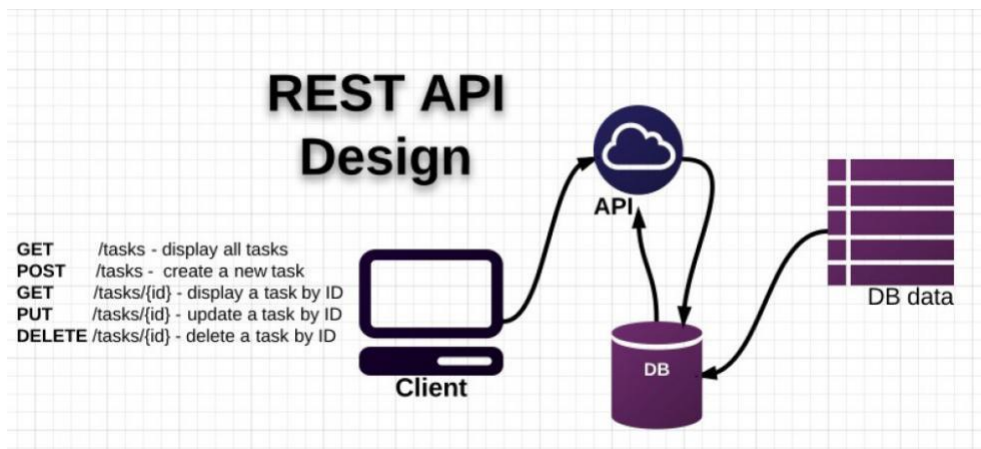 REST API
Design
GET /tasks - display all tasks
POST /tasks - create a new task
GET /tasks/{id} - display a task by ID
PUT /tasks/{id} - update a task by ID
DELETE /tasks/{id} - delete a task by ID
Client
API
DB
DB data